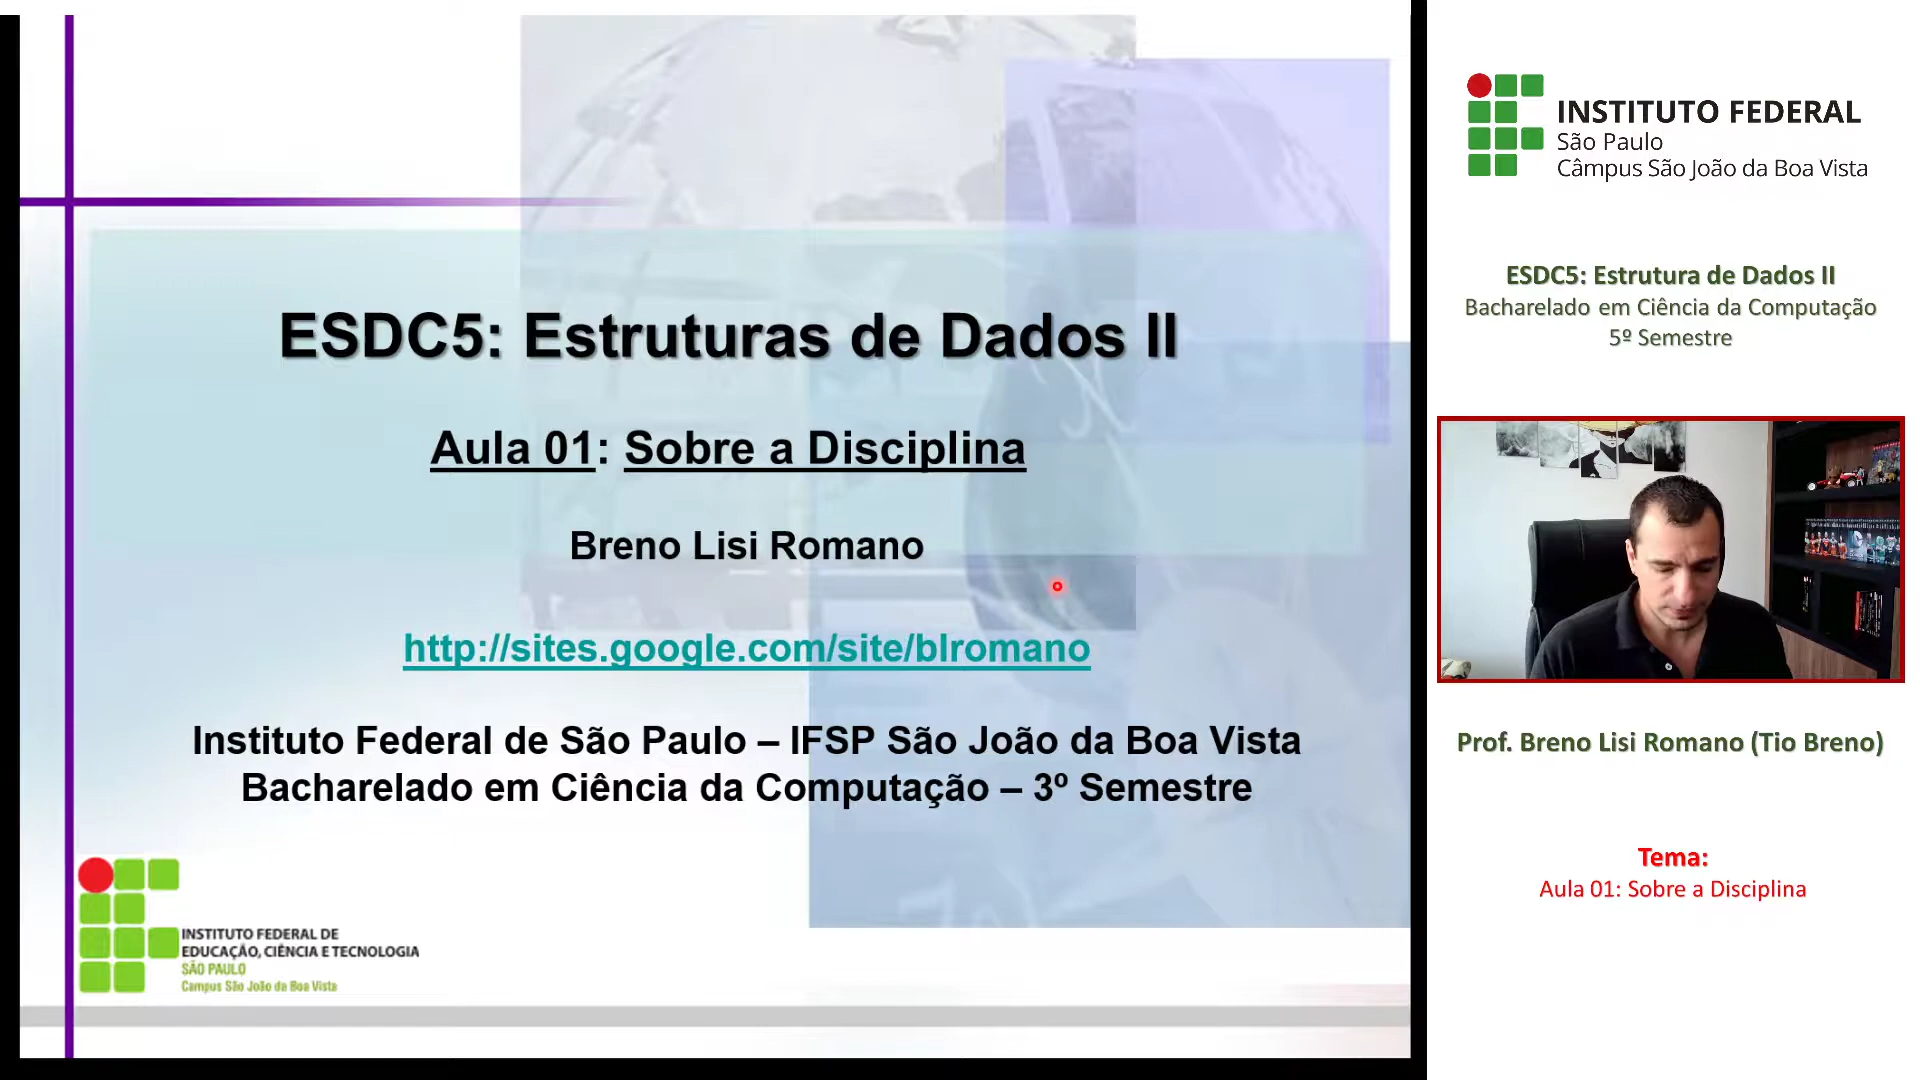 ESDC5: Estruturas de Dados II
Aula 01: Sobre a Disciplina
Breno Lisi Romano
http://sites.google.com/site/blromano
Instituto Federal de São Paulo – IFSP São João da Boa Vista
Bacharelado em Ciência da Computação – 3º Semestre
INSTITUTO FEDERAL DE
EDUCAÇÃO, CIÊNCIA E TECNOLOGIA
SÃO PAULO
Campus São João da Boa Vista
INSTITUTO FEDERAL
São Paulo
Câmpus São João da Boa Vista
ESDC5: Estrutura de Dados II
Bacharelado em Ciência da Computação
5º Semestre
Prof. Breno Lisi Romano (Tio Breno)
Tema:
Aula 01: Sobre a Disciplina